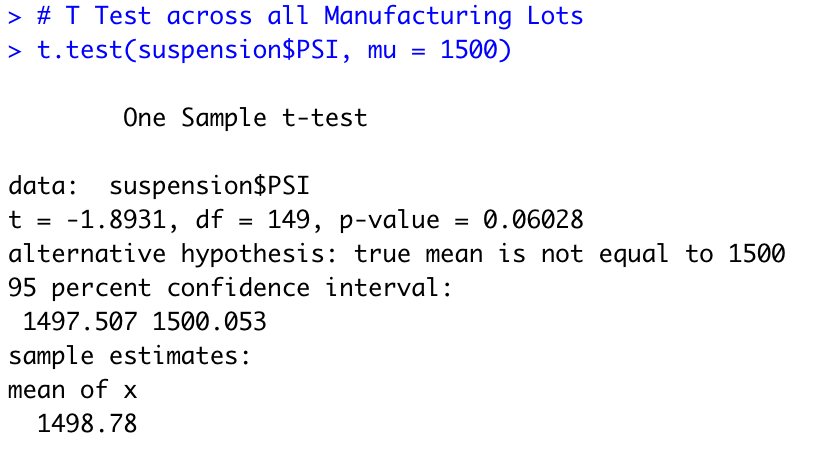 > # T Test across all Manufacturing Lots
> t.test(suspension$PSI, mu = 1500)
One Sample t-test
data:  suspension$PSI
t = -1.8931, df = 149, p-value = 0.06028
alternative hypothesis: true mean is not equal to 1500
95 percent confidence interval:
1497.507 1500.053
sample estimates:
mean of x
1498.78